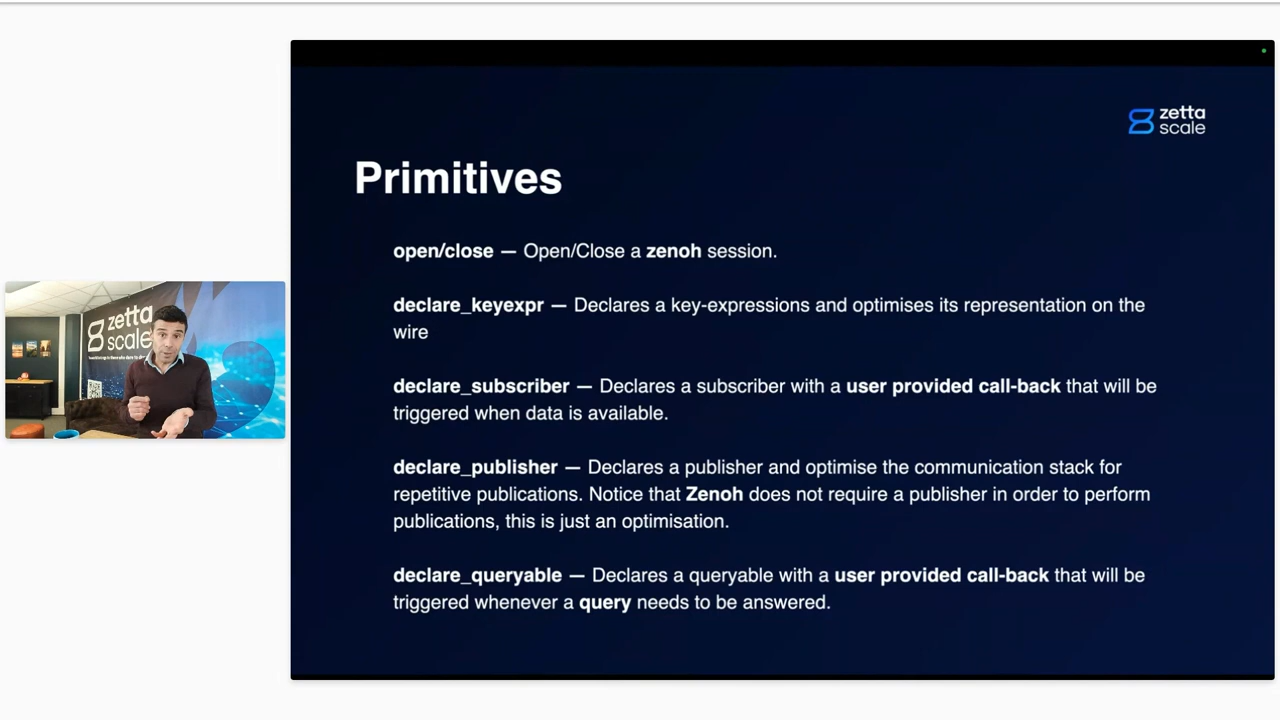 zetta
scale
Primitives
open/close — Open/Close a zenoh session.
declare_keyexpr — Declares a key-expressions and optimises its representation on the
wire
declare_subscriber — Declares a subscriber with a user provided call-back that will be
triggered when data is available.
declare_publisher — Declares a publisher and optimise the communication stack for
repetitive publications. Notice that Zenoh does not require a publisher in order to perform
publications, this is just an optimisation.
declare_queryable — Declares a queryable with a user provided call-back that will be
triggered whenever a query needs to be answered.
zetta
scale